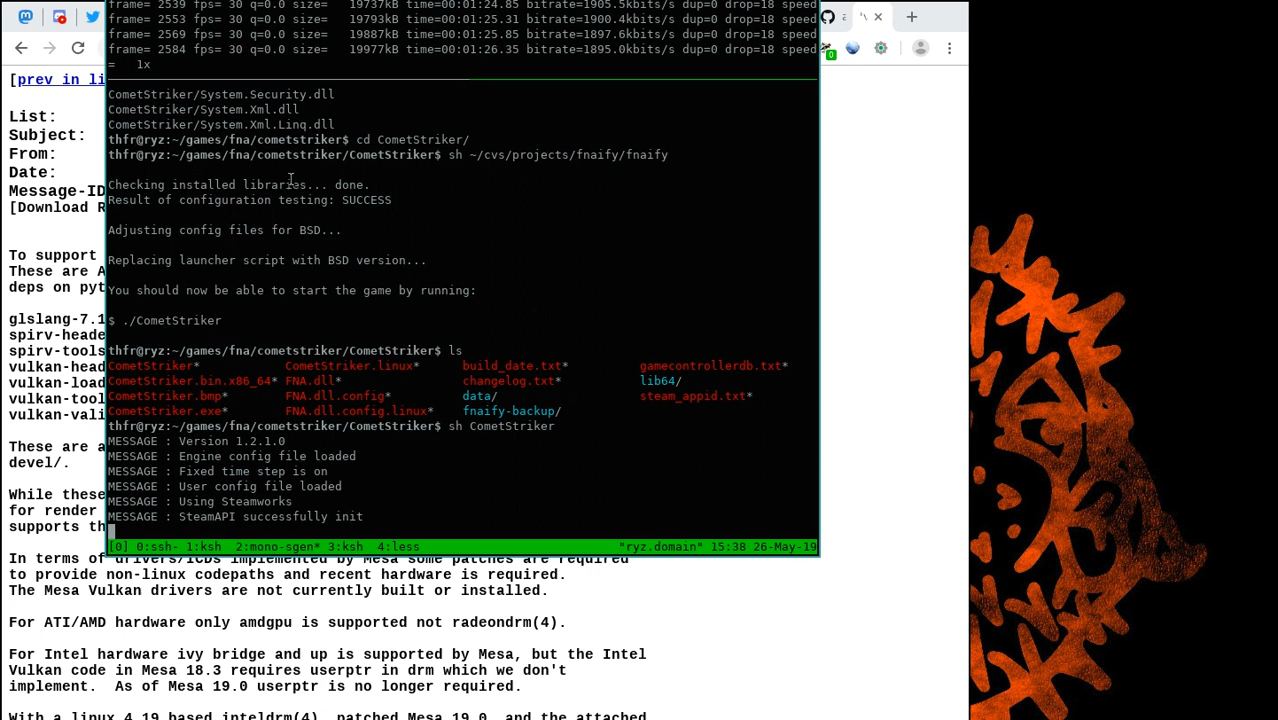 frame= 2539 fps= 30 q=0.0 size=   19737kB time=00:01:24.85 bitrate=1905.5kbits/s dup=0 drop=18 speed
frame= 2553 fps= 30 q=0.0 size=   19793kB time=00:01:25.31 bitrate=1900.4kbits/s dup=0 drop=18 speed
frame= 2569 fps= 30 q=0.0 size=   19887kB time=00:01:25.85 bitrate=1897.6kbits/s dup=0 drop=18 speed
frame= 2584 fps= 30 q=0.0 size=   19977kB time=00:01:26.35 bitrate=1895.0kbits/s dup=0 drop=18 speed
=   1x
CometStriker/System.Security.dll
CometStriker/System.Xml.dll
CometStriker/System.Xml.Linq.dll
thfr@ryz:~/games/fna/cometstriker$ cd CometStriker/
thfr@ryz:~/games/fna/cometstriker/CometStriker$ sh ~/cvs/projects/fnaify/fnaify
Checking installed libraries... done.
Result of configuration testing: SUCCESS
Adjusting config files for BSD...
Replacing launcher script with BSD version...
You should now be able to start the game by running:
$ ./CometStriker
thfr@ryz:~/games/fna/cometstriker/CometStriker$ ls
CometStriker*            CometStriker.linux*      build_date.txt*          gamecontrollerdb.txt*
CometStriker.bin.x86_64* FNA.dll*                 changelog.txt*           lib64/
CometStriker.bmp*        FNA.dll.config*          data/                    steam_appid.txt*
CometStriker.exe*        FNA.dll.config.linux*    fnaify-backup/
thfr@ryz:~/games/fna/cometstriker/CometStriker$ sh CometStriker
MESSAGE : Version 1.2.1.0
MESSAGE : Engine config file loaded
MESSAGE : Fixed time step is on
MESSAGE : User config file loaded
MESSAGE : Using Steamworks
MESSAGE : SteamAPI successfully init
[0] 0:ssh- 1:ksh  2:mono-sgen* 3:ksh  4:less "ryz.domain" 15:38 26-May-19
0
[prev in li
List:
Subject:
From:
Date:
Message-ID
[Download R
To support
These are A
deps on pyt
glslang-7.1
spirv-heade
spirv-tools
vulkan-head
vulkan-load
vulkan-tool
vulkan-vali
These are a
devel/.
While these
for render
supports th
In terms of drivers/ICDs implemented by Mesa some patches are required
to provide non-linux codepaths and recent hardware is required.
The Mesa Vulkan drivers are not currently built or installed.
For ATI/AMD hardware only amdgpu is supported not radeondrm(4).
For Intel hardware ivy bridge and up is supported by Mesa, but the Intel
Vulkan code in Mesa 18.3 requires userptr in drm which we don't
implement.  As of Mesa 19.0 userptr is no longer required.
With a linux 4.19 based inteldrm(4), patched Mesa 19.0, and the attached